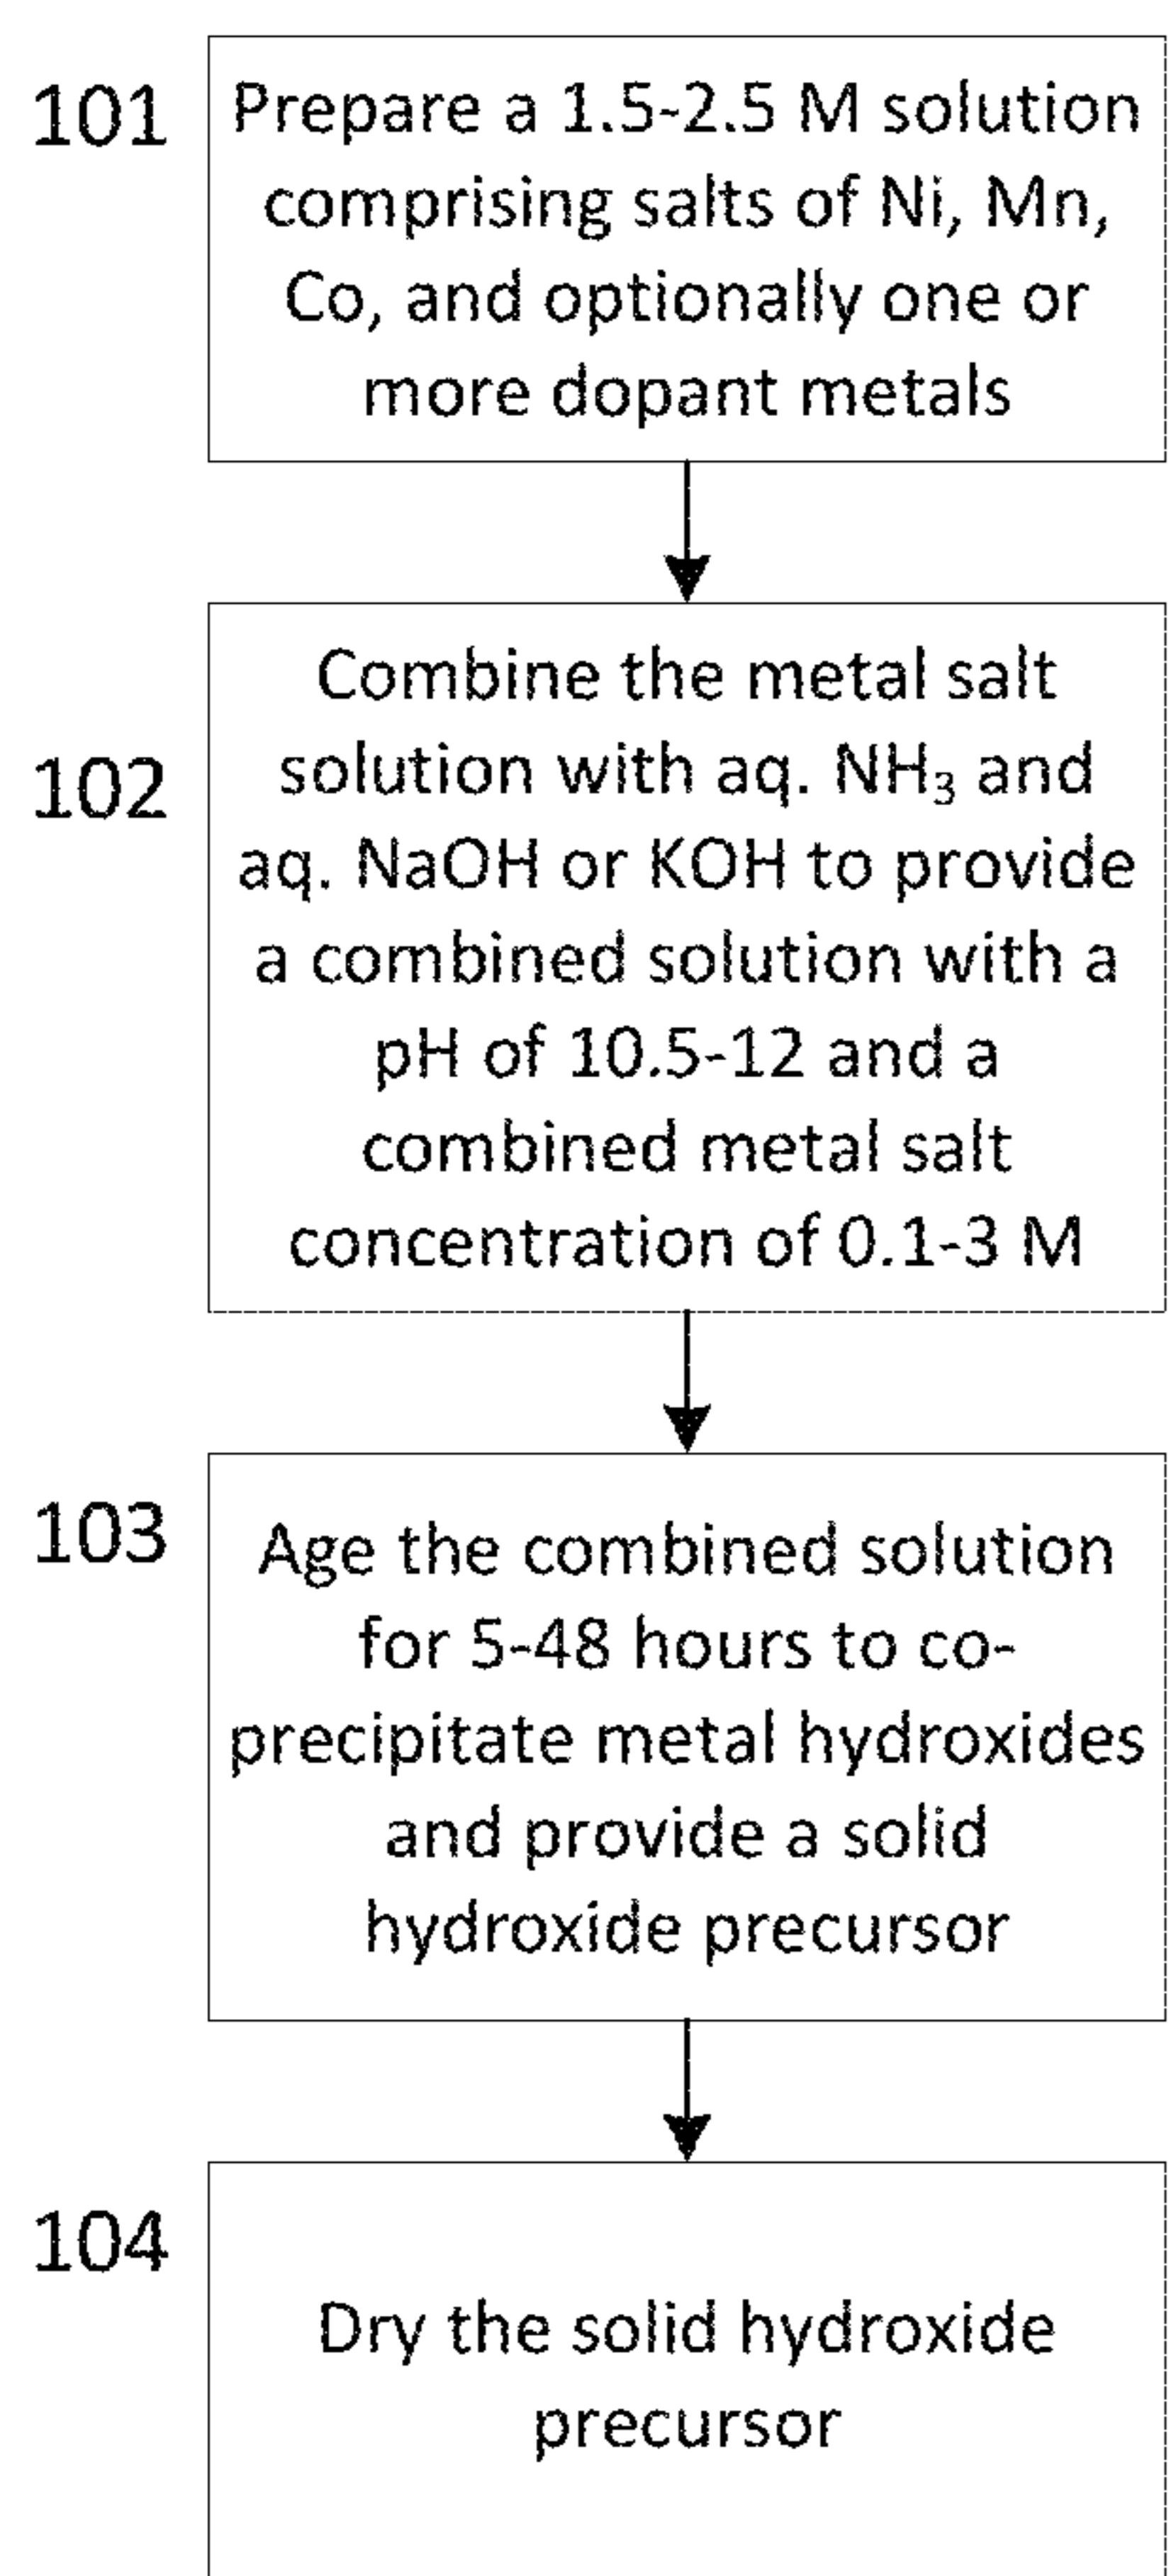 101
Prepare a 1.5-2.5 M solution
comprising salts of Ni, Mn,
Co, and optionally one or
more dopant metals
102
Combine the metal salt
solution with aq. NH₃ and
aq. NaOH or KOH to provide
a combined solution with a
pH of 10.5-12 and a
combined metal salt
concentration of 0.1-3 M
103
Age the combined solution
for 5-48 hours to co-
precipitate metal hydroxides
and provide a solid
hydroxide precursor
104
Dry the solid hydroxide
precursor